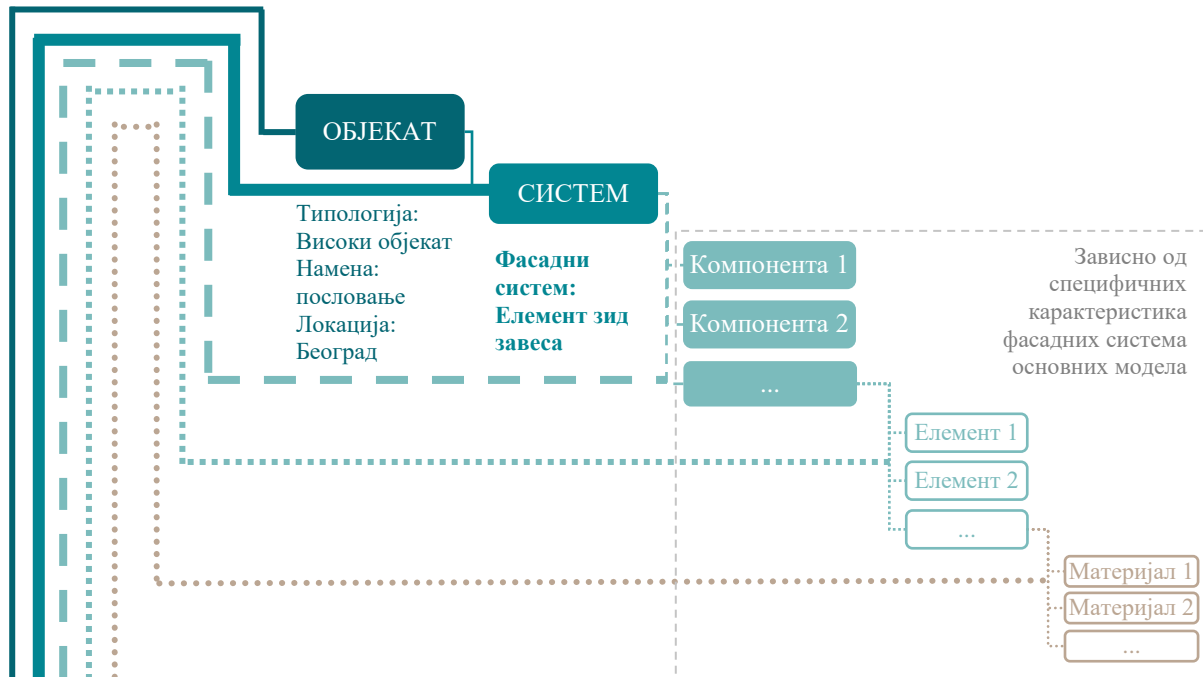 ОБЈЕКАТ
СИСТЕМ
Типологија:
Високи објекат
Намена:
пословање
Локација:
Београд
Фасадни
систем:
Елемент зид
завеса
Компонента 1
Компонента 2
...
Зависно од
специфичних
карактеристика
фасадних система
основних модела
Елемент 1
Елемент 2
...
Материјал 1
Материјал 2
...